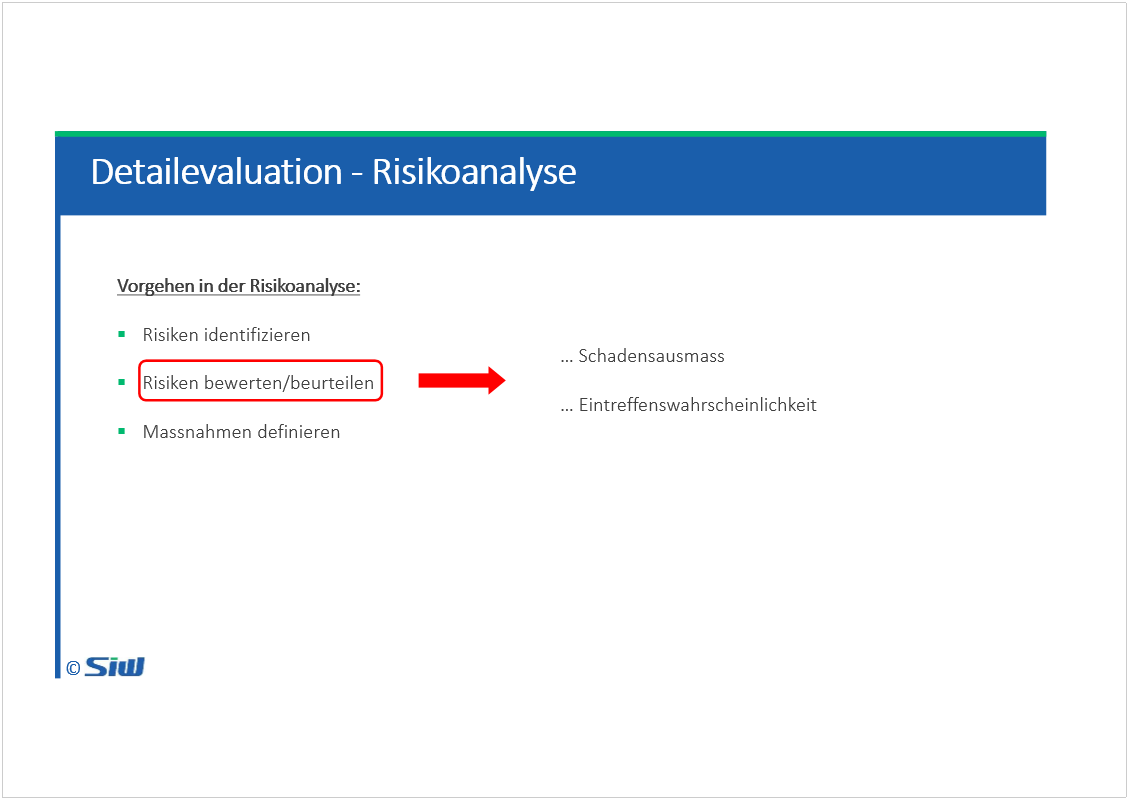 Detailevaluation - Risikoanalyse
Vorgehen in der Risikoanalyse:
Risiken identifizieren
Risiken bewerten/beurteilen
Massnahmen definieren
... Schadensausmass
... Eintreffenswahrscheinlichkeit
© SIW